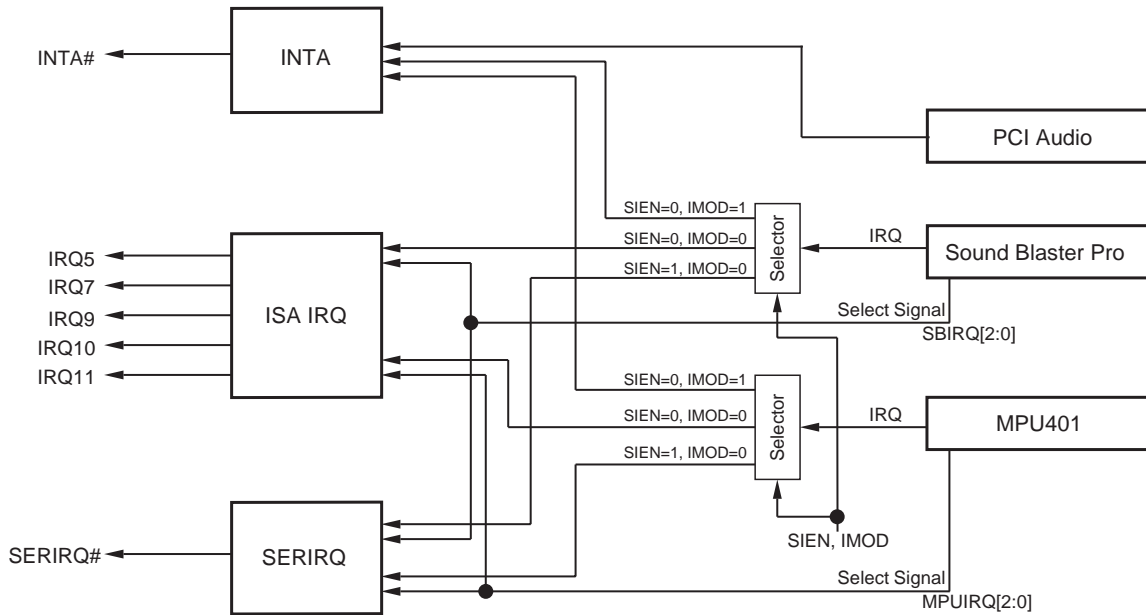 INTA#
INTA
PCI Audio
SIEN=0, IMOD=1
SIEN=0, IMOD=0
SIEN=1, IMOD=0
Selector
IRQ
Sound Blaster Pro
IRQ5
IRQ7
IRQ9
IRQ10
IRQ11
ISA IRQ
Select Signal
SBIRQ[2:0]
SIEN=0, IMOD=1
SIEN=0, IMOD=0
SIEN=1, IMOD=0
Selector
IRQ
MPU401
SERIRQ#
SERIRQ
SIEN, IMOD
Select Signal
MPUIRQ[2:0]